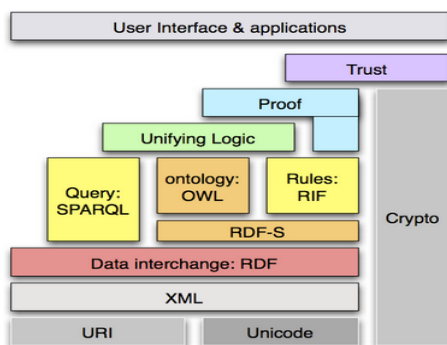 User Interface & applications
Trust
Proof
Unifying Logic
Query:
SPARQL
ontology:
OWL
Rules:
RIF
Crypto
RDF-S
Data interchange: RDF
XML
URI
Unicode